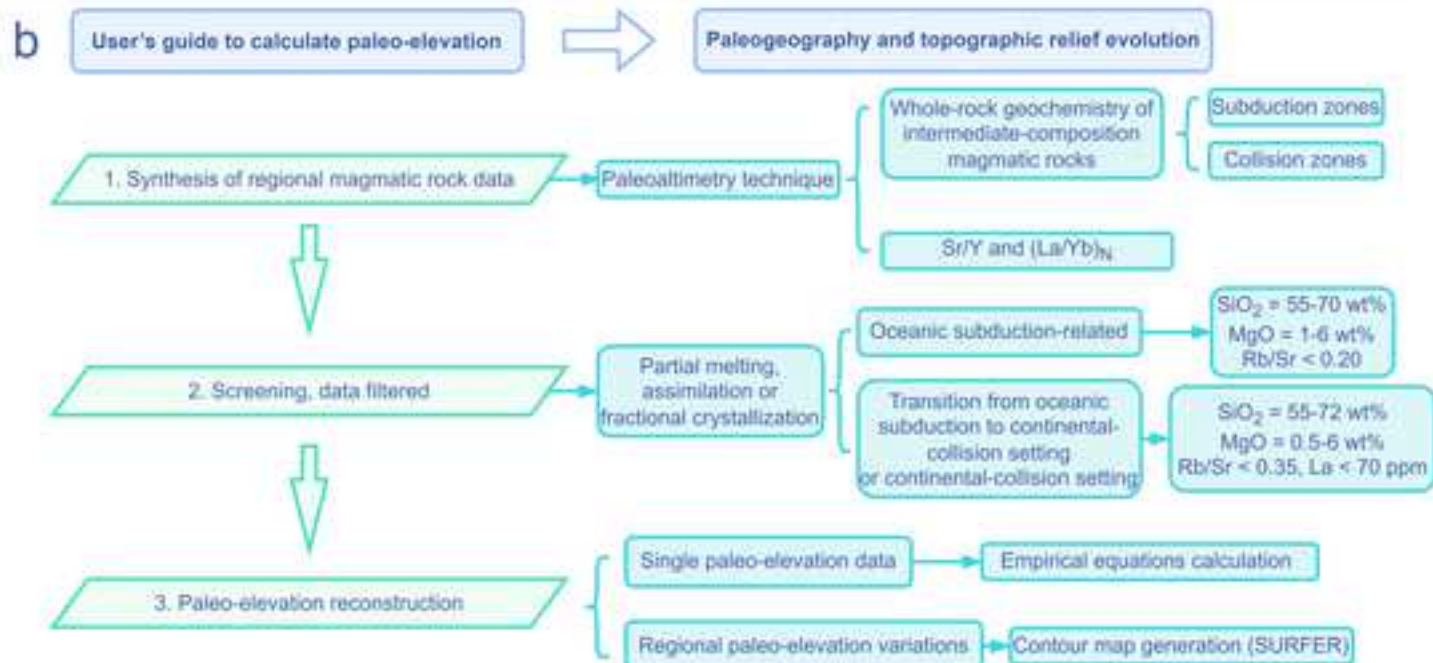 b
User's guide to calculate paleo-elevation
Paleogeography and topographic relief evolution
1. Synthesis of regional magmatic rock data
Paleoaltimetry technique
Whole-rock geochemistry of
intermediate-composition
magmatic rocks
Subduction zones
Collision zones
Sr/Y and (La/Yb)N
2. Screening, data filtered
Partial melting,
assimilation or
fractional crystallization
Oceanic subduction-related
SiO2 = 55-70 wt%
MgO = 1-6 wt%
Rb/Sr < 0.20
Transition from oceanic
subduction to continental-
collision setting
or continental-collision setting
SiO2 = 55-72 wt%
MgO = 0.5-6 wt%
Rb/Sr < 0.35, La < 70 ppm
3. Paleo-elevation reconstruction
Single paleo-elevation data
Empirical equations calculation
Regional paleo-elevation variations
Contour map generation (SURFER)